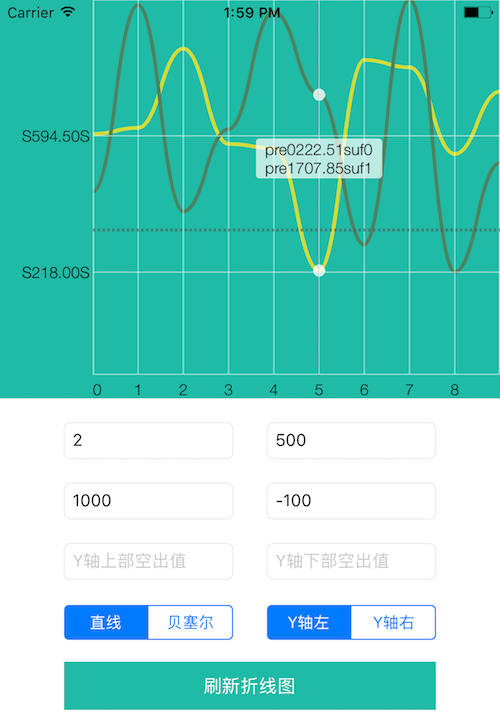 Carrier 1:59 PM
S594.50S
pre0222.51suf0
pre1707.85suf1
S218.00S
0 1 2 3 4 5 6 7 8
2 500
1000 -100
Y轴上部空出值 Y轴下部空出值
直线 贝塞尔 Y轴左 Y轴右
刷新折线图